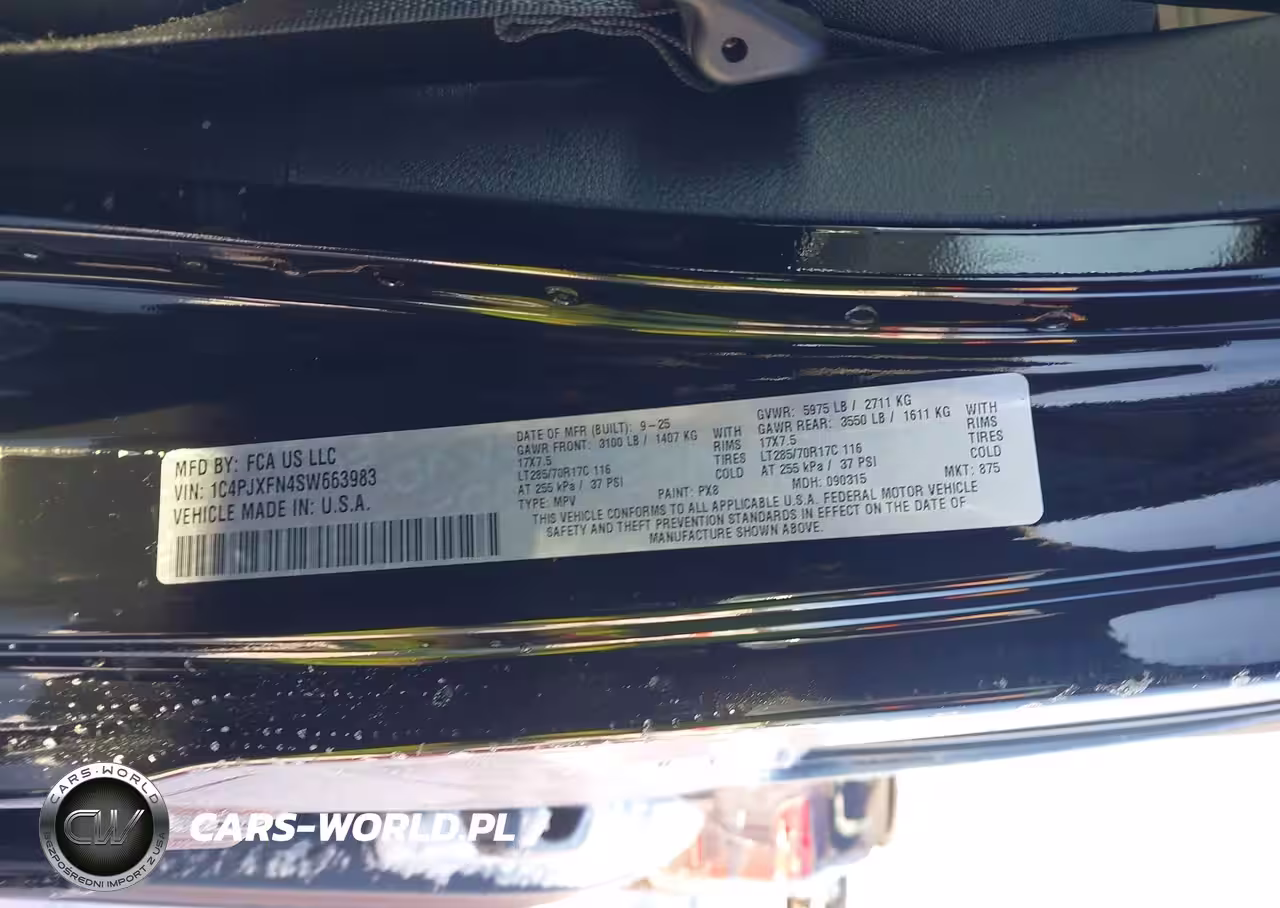 MFD BY: FCA US LLC
VIN: 1C4PJXFN4SW663983
VEHICLE MADE IN: U.S.A.
DATE OF MFR (BUILT): 9-25
GAWR FRONT: 3100 LB / 1407 KG WITH
17X7.5 RIMS
LT285/70R17C 116 TIRES
AT 255 kPa / 37 PSI COLD
TYPE: MPV
PAINT: PX8
GVWR: 5975 LB / 2711 KG
GAWR REAR: 3550 LB / 1611 KG WITH
17X7.5 RIMS
LT285/70R17C 116 TIRES
AT 255 kPa / 37 PSI COLD
MDH: 090315
MKT: 875
THIS VEHICLE CONFORMS TO ALL APPLICABLE U.S.A. FEDERAL MOTOR VEHICLE
SAFETY AND THEFT PREVENTION STANDARDS IN EFFECT ON THE DATE OF
MANUFACTURE SHOWN ABOVE.
CARS-WORLD
CW
BEZPOŚREDNI IMPORT Z USA
CARS-WORLD.PL